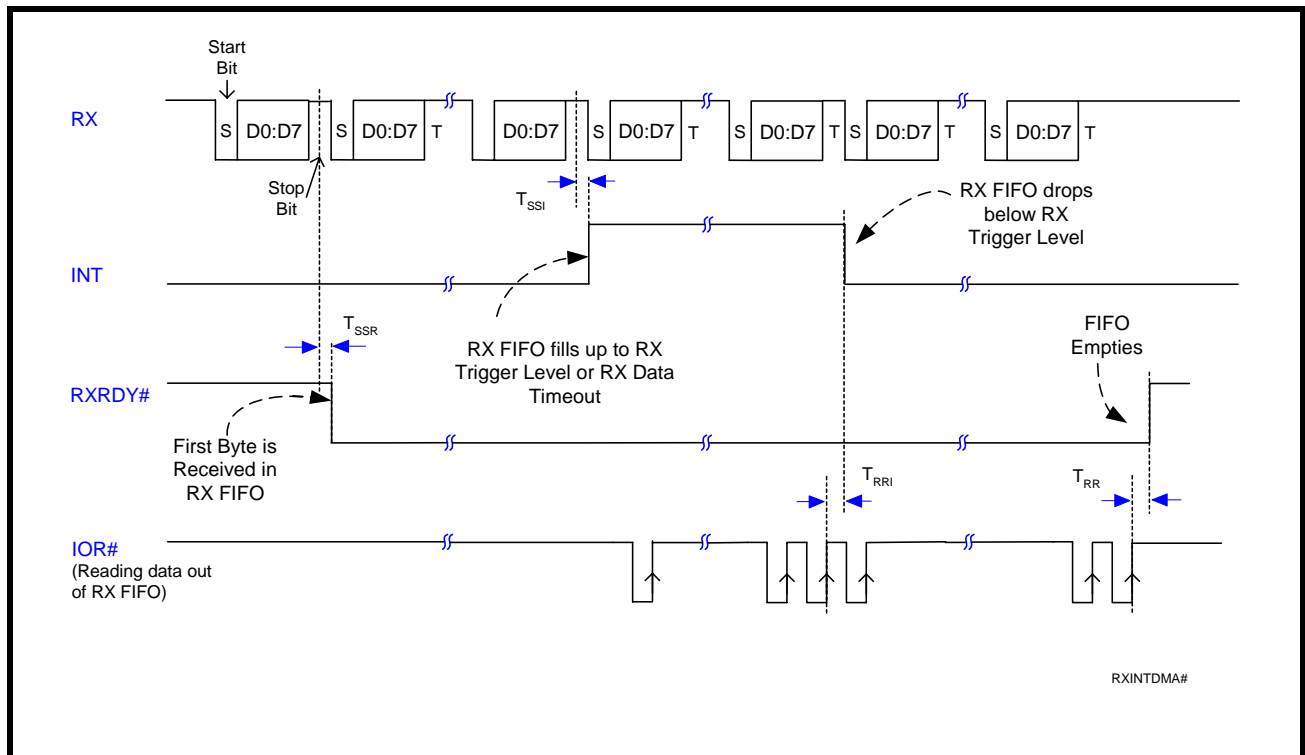 Start
Bit
RX
S D0:D7 S D0:D7 T D0:D7 S D0:D7 T S D0:D7 T S D0:D7 T S D0:D7 T
Stop
Bit
TSSI
RX FIFO drops
below RX
Trigger Level
INT
TSSR
RX FIFO fills up to RX
Trigger Level or RX Data
Timeout
FIFO
Empties
RXRDY#
First Byte is
Received in
RX FIFO
TRRI
TRR
IOR#
(Reading data out
of RX FIFO)
RXINTDMA#